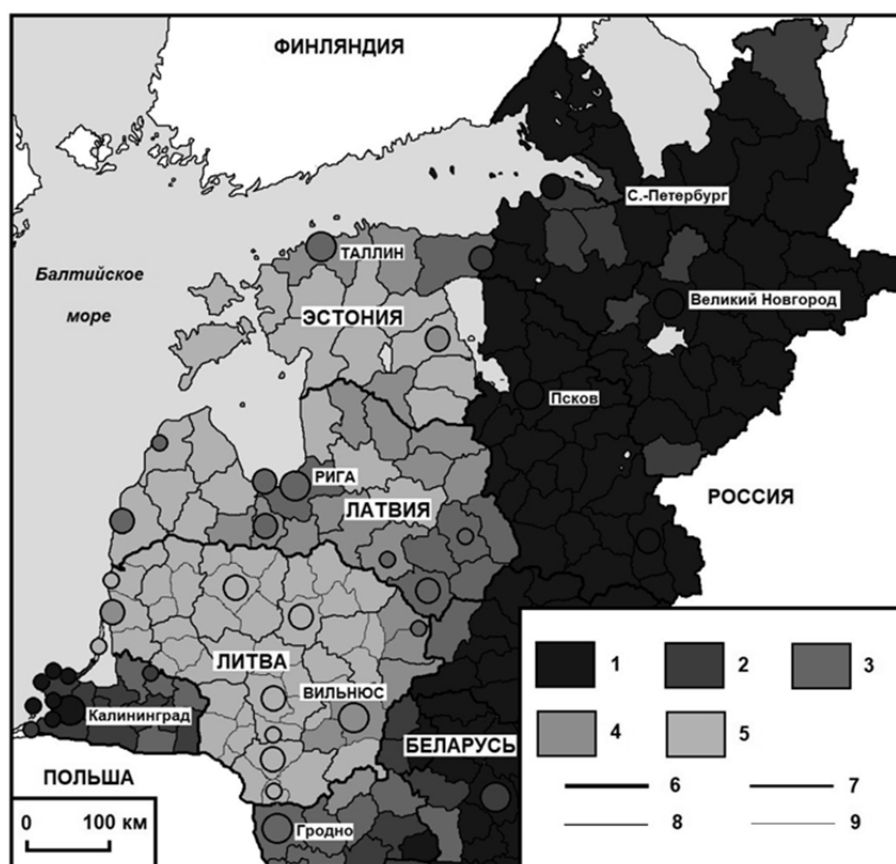 ФИНЛЯНДИЯ
С.-Петербург
ТАЛЛИН
Балтийское
море
Великий Новгород
ЭСТОНИЯ
Псков
РИГА
РОССИЯ
ЛАТВИЯ
ЛИТВА
ВИЛЬНЮС
Калининград
БЕЛАРУСЬ
ПОЛЬША
Гродно
0 100 км
1 2 3
4 5
6 7
8 9